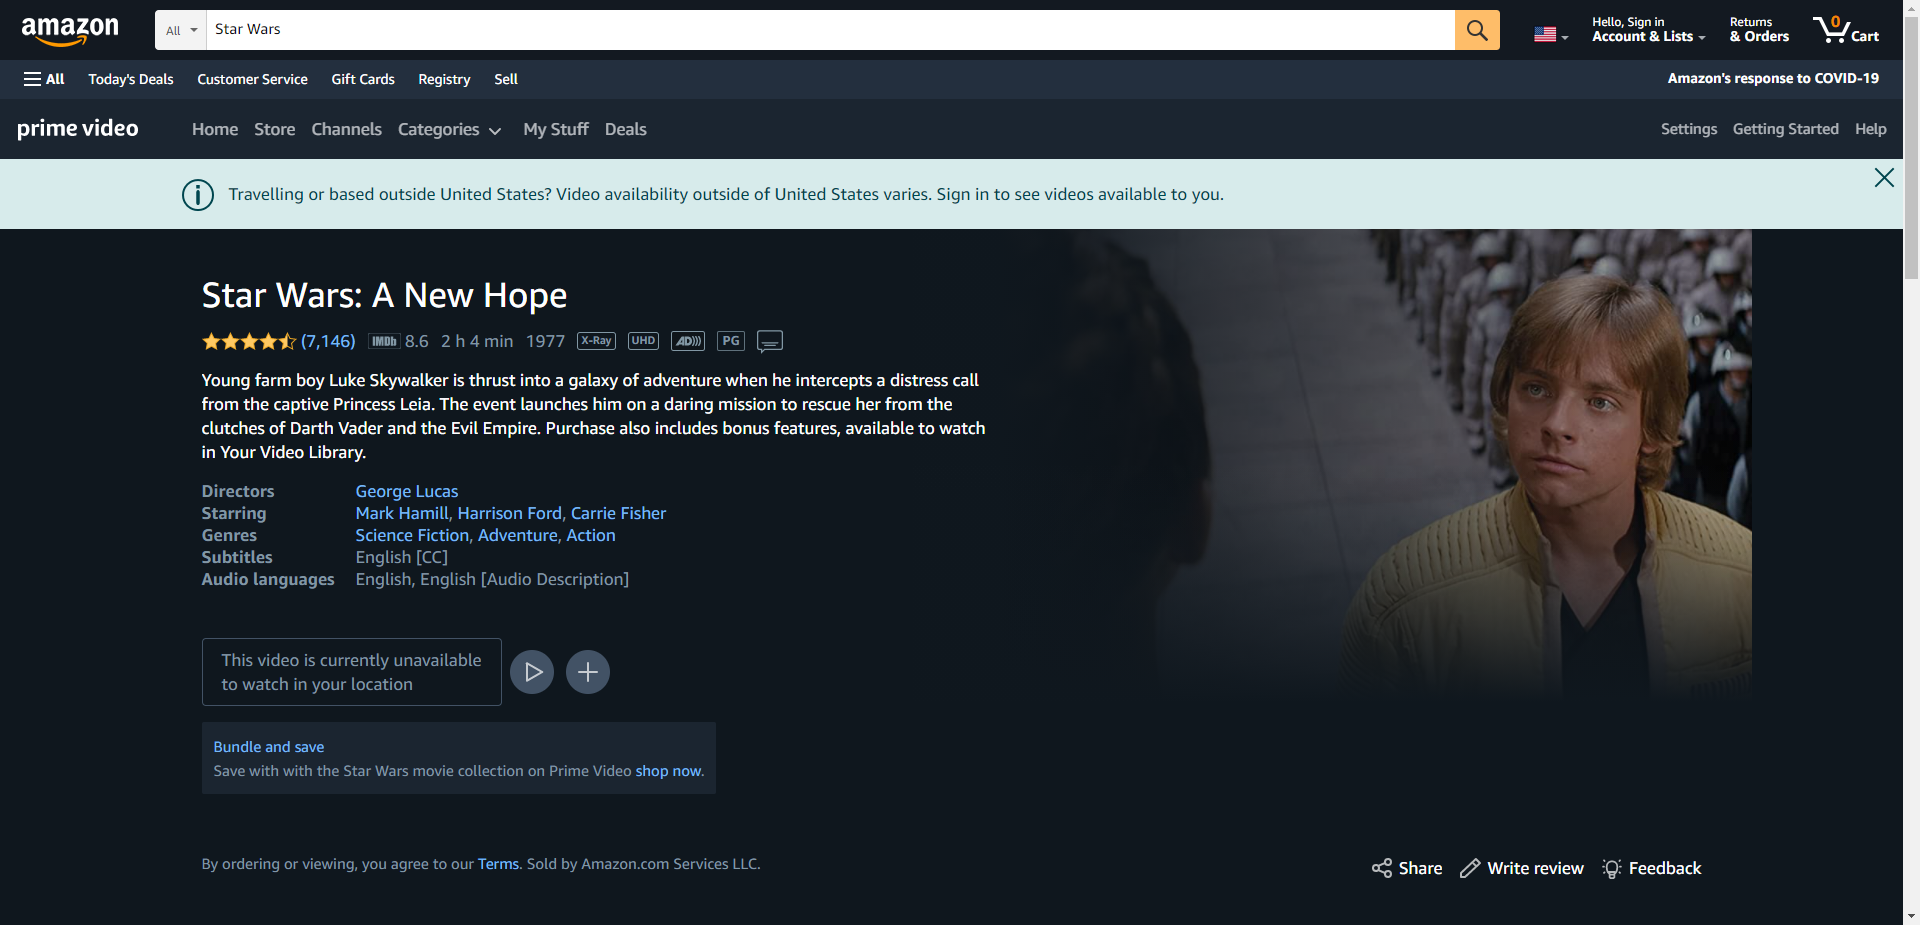 amazon
All
Star Wars
Hello, Sign in
Account & Lists
Returns
& Orders
0
Cart
All
Today's Deals
Customer Service
Gift Cards
Registry
Sell
Amazon's response to COVID-19
prime video
Home
Store
Channels
Categories
My Stuff
Deals
Settings
Getting Started
Help
Travelling or based outside United States? Video availability outside of United States varies. Sign in to see videos available to you.
Star Wars: A New Hope
(7,146) IMDb 8.6 2 h 4 min 1977 X-Ray UHD AD))) PG
Young farm boy Luke Skywalker is thrust into a galaxy of adventure when he intercepts a distress call
from the captive Princess Leia. The event launches him on a daring mission to rescue her from the
clutches of Darth Vader and the Evil Empire. Purchase also includes bonus features, available to watch
in Your Video Library.
Directors George Lucas
Starring Mark Hamill, Harrison Ford, Carrie Fisher
Genres Science Fiction, Adventure, Action
Subtitles English [CC]
Audio languages English, English [Audio Description]
This video is currently unavailable
to watch in your location
Bundle and save
Save with with the Star Wars movie collection on Prime Video shop now.
By ordering or viewing, you agree to our Terms. Sold by Amazon.com Services LLC.
Share
Write review
Feedback